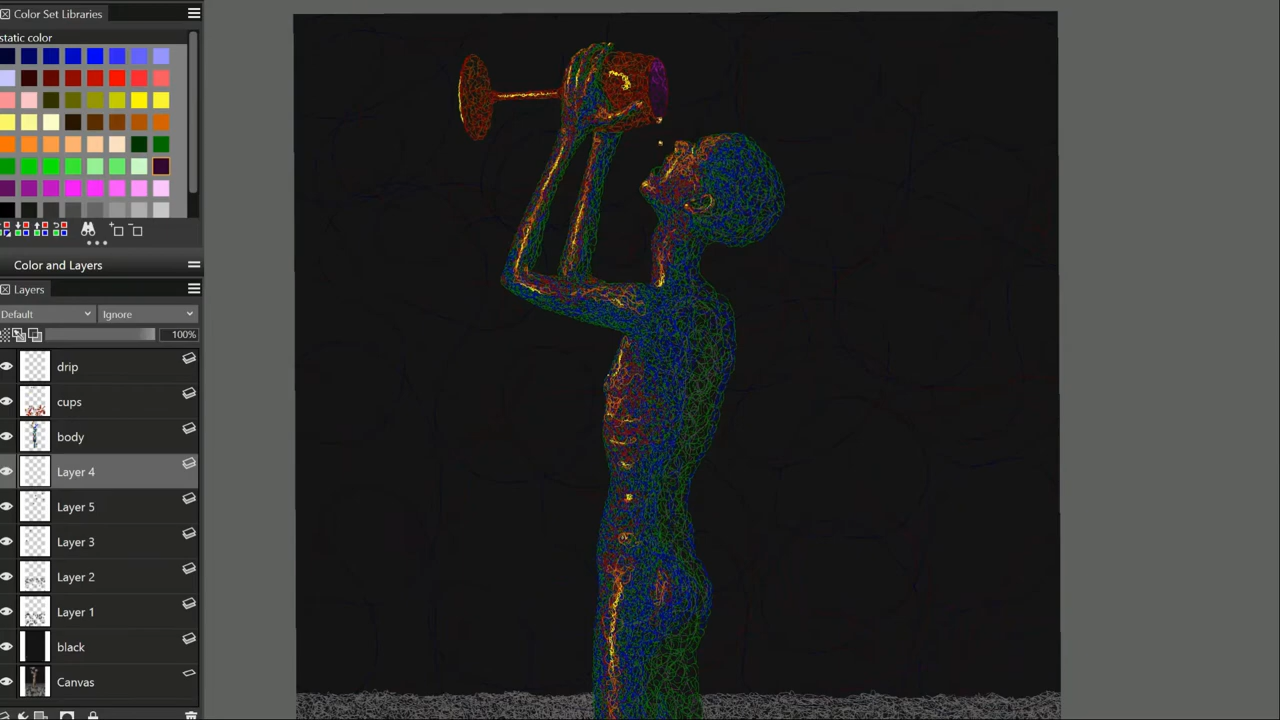 Color Set Libraries
static color
Color and Layers
Layers
Default Ignore
100%
drip
cups
body
Layer 4
Layer 5
Layer 3
Layer 2
Layer 1
black
Canvas